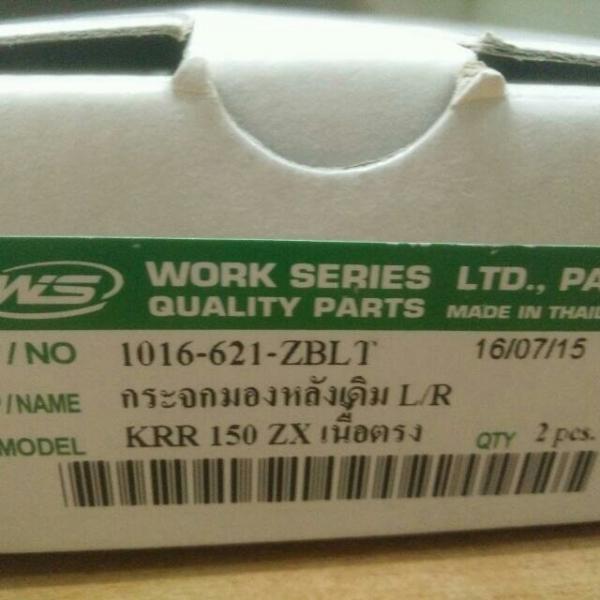 WS WORK SERIES LTD., PA
QUALITY PARTS MADE IN THAIL
/ NO 1016-621-ZBLT 16/07/15
P/NAME กระจกมองหลังเดิม L/R
MODEL KRR 150 ZX เนื้อตรง QTY 2 pcs.